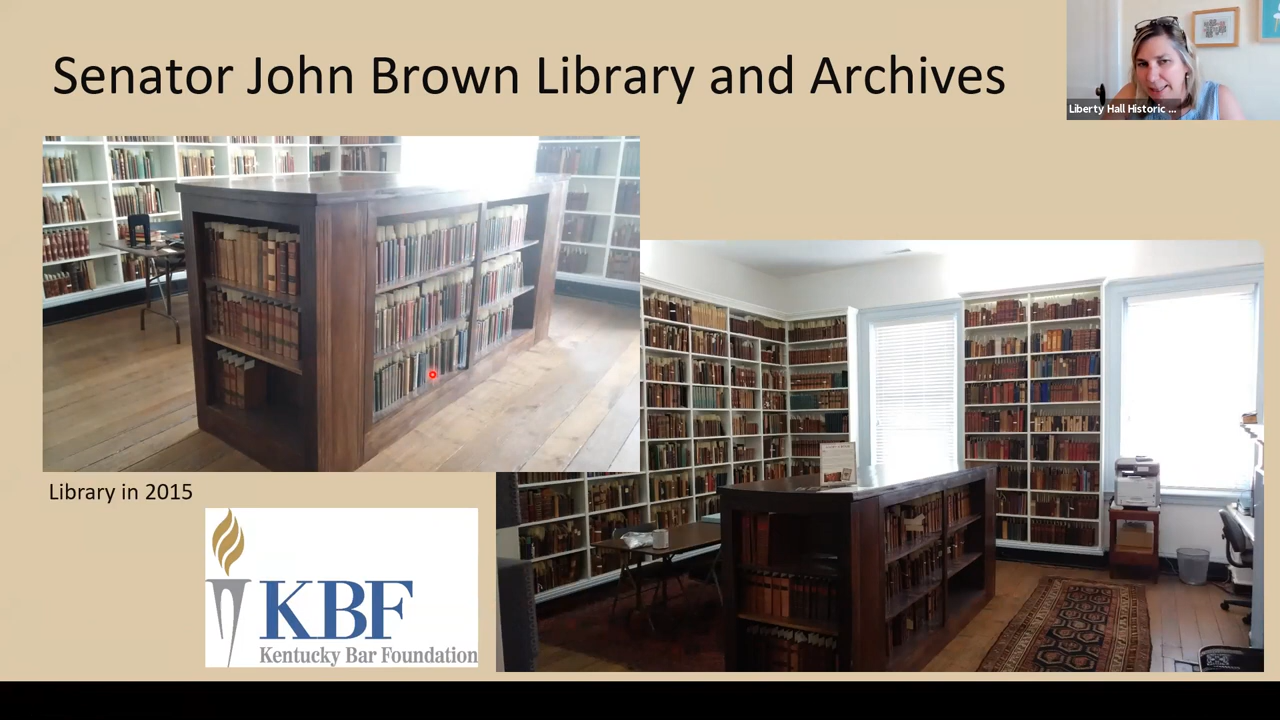 Senator John Brown Library and Archives
Liberty Hall Historic ...
Library in 2015
KBF
Kentucky Bar Foundation